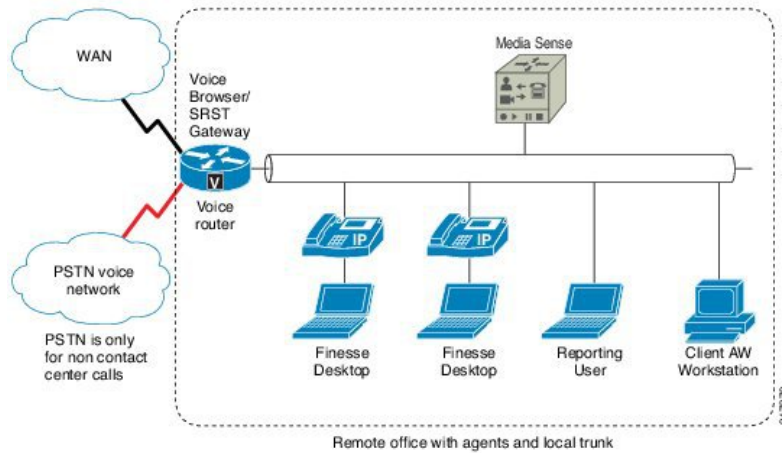 WAN
Voice
Browser/
SRST
Gateway
V
Voice
router
PSTN voice
network
PSTN is only
for non contact
center calls
Media Sense
IP
IP
Finesse
Desktop
Finesse
Desktop
Reporting
User
Client AW
Workstation
Remote office with agents and local trunk